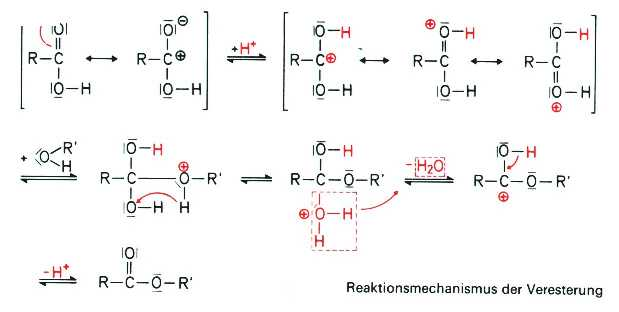 |O| |O̅|⊖ |O̅–H ⊕O̅–H |O̅–H
R–C ↔ R–C⊕ +H⁺ ⇌ R–C⊕ ↔ R–C ↔ R–C
|O̲–H |O̲–H |O̲–H |O̲–H |O–H ⊕
+ O R' H |O̅–H ⊕ |O̅–H |O̅–H
⇌ R–C–O–R' ⇌ R–C–O̅–R' –H₂O ⇌ R–C–O̅–R'
|O̲–H H ⊕O–H ⊕
H
|O|
–H⁺ ⇌ R–C–O̅–R'
Reaktionsmechanismus der Veresterung